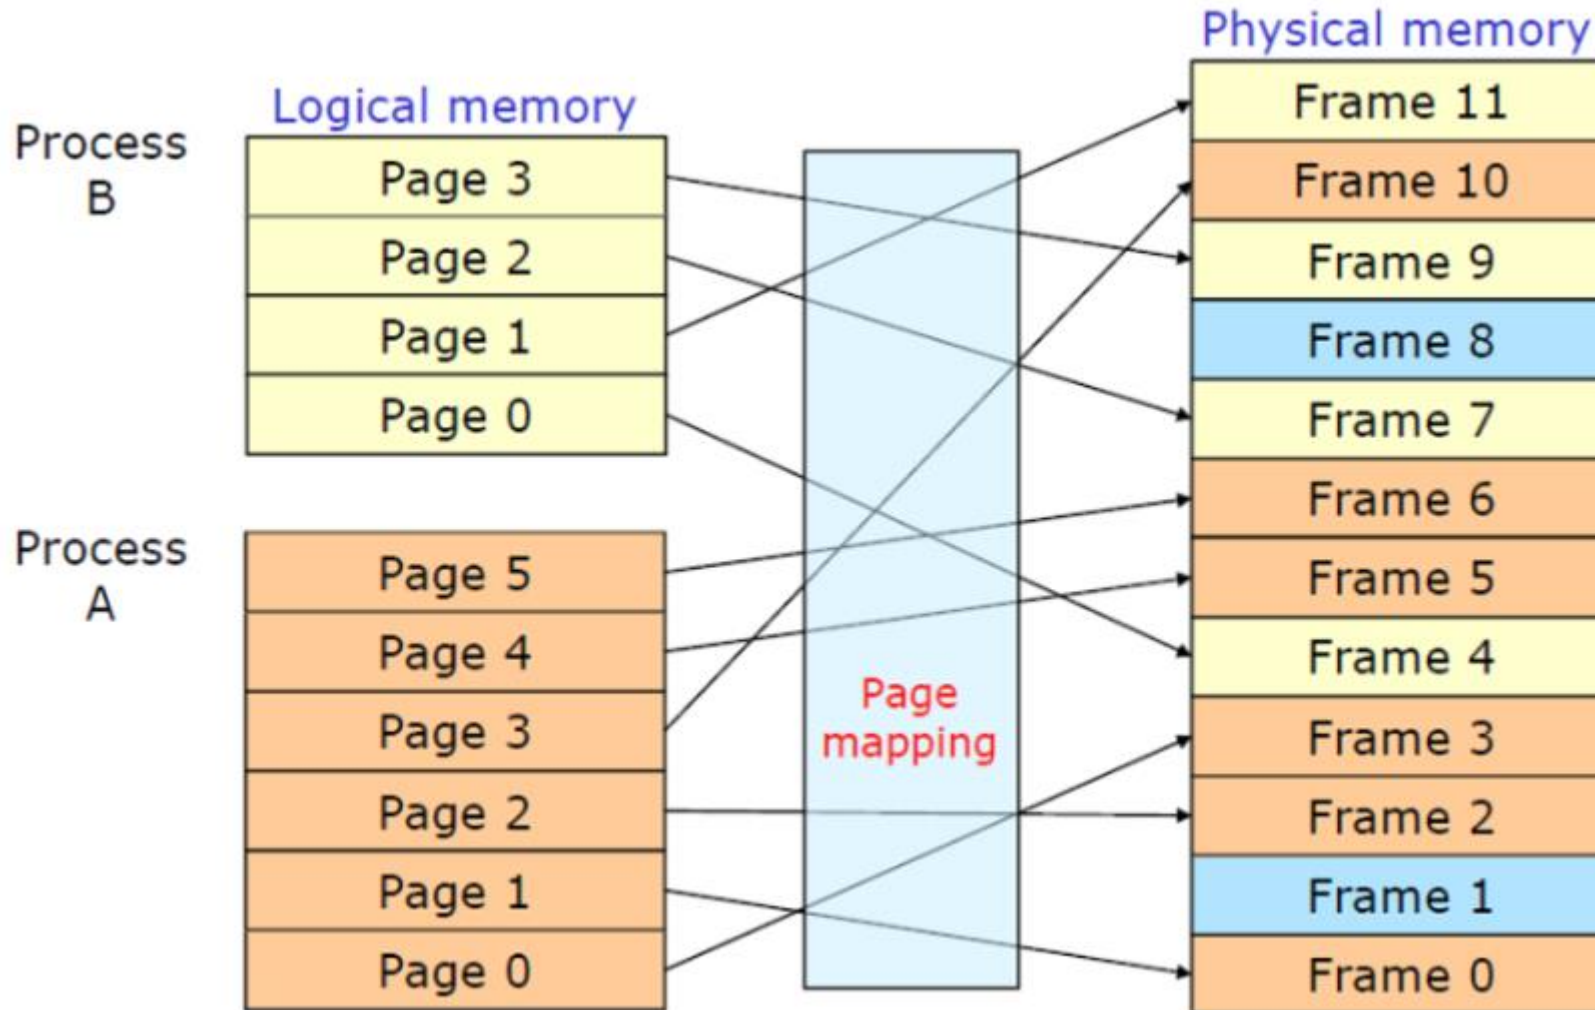 Physical memory
Logical memory
Process
B
Page 3
Page 2
Page 1
Page 0
Process
A
Page 5
Page 4
Page 3
Page 2
Page 1
Page 0
Page
mapping
Frame 11
Frame 10
Frame 9
Frame 8
Frame 7
Frame 6
Frame 5
Frame 4
Frame 3
Frame 2
Frame 1
Frame 0